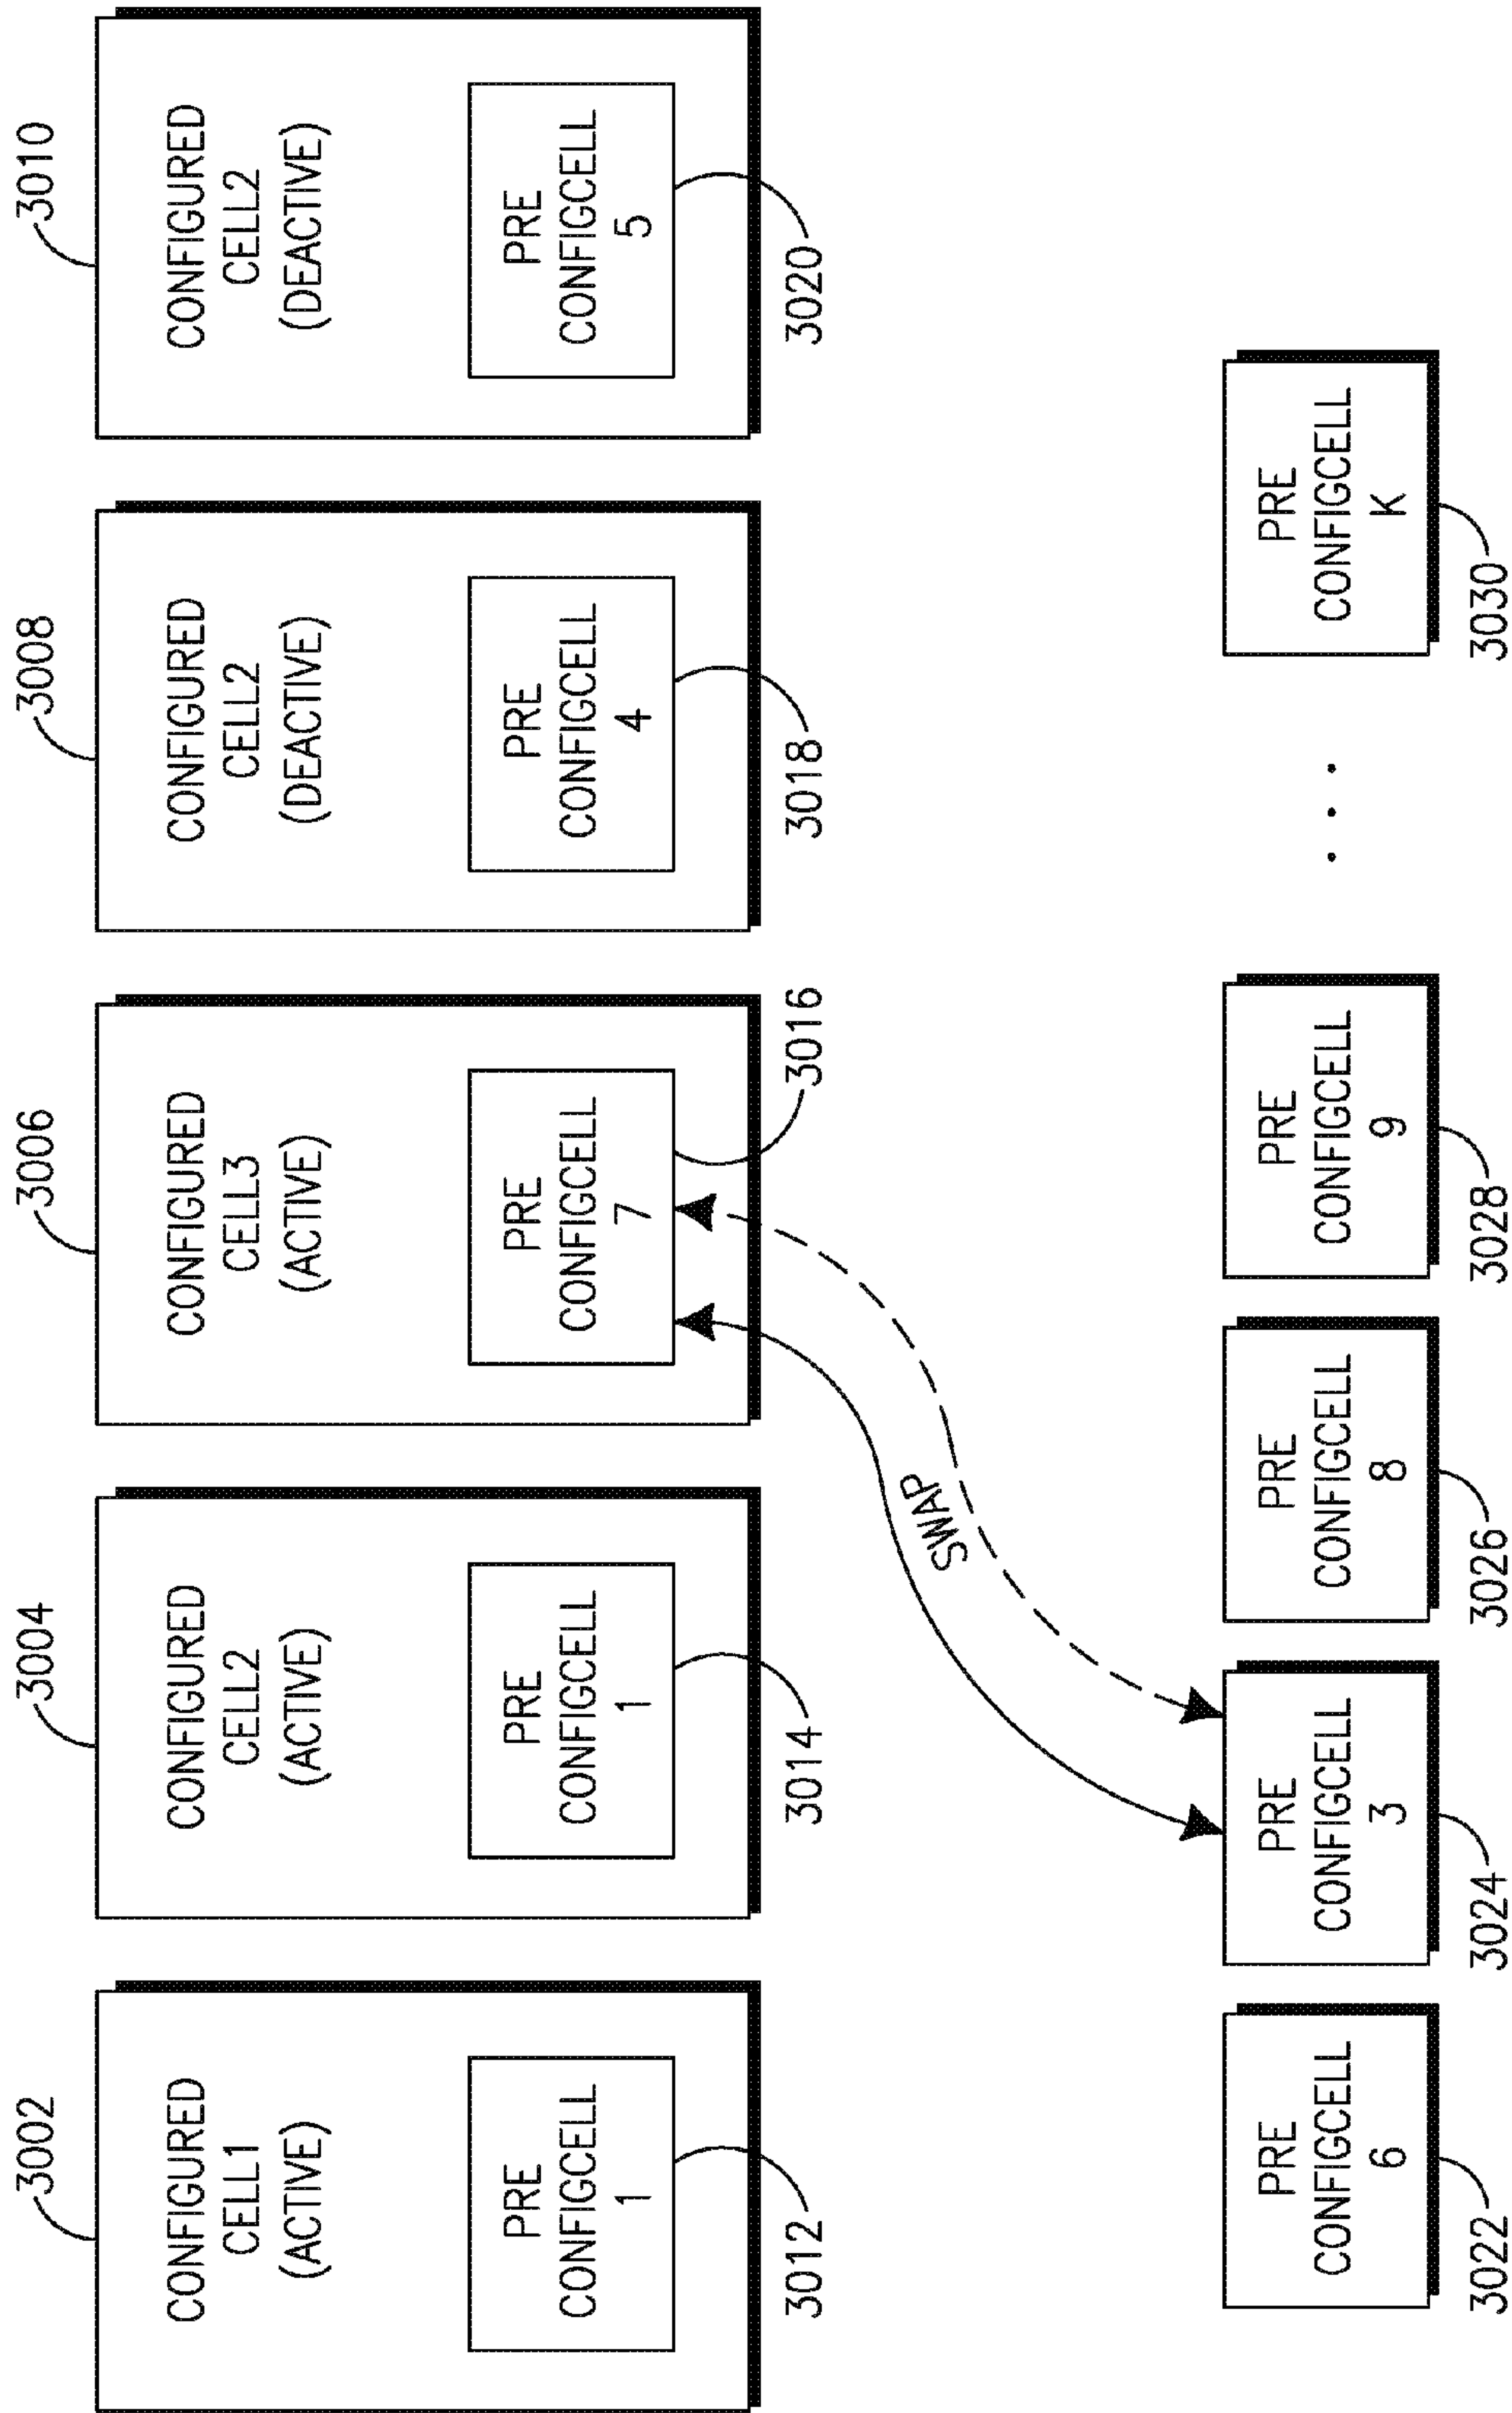 3002
3004
3006
3008
3010
CONFIGURED
CELL1
(ACTIVE)
PRE
CONFIGCELL
1
3012
CONFIGURED
CELL2
(ACTIVE)
PRE
CONFIGCELL
1
3014
CONFIGURED
CELL3
(ACTIVE)
PRE
CONFIGCELL
7
3016
CONFIGURED
CELL2
(DEACTIVE)
PRE
CONFIGCELL
4
3018
CONFIGURED
CELL2
(DEACTIVE)
PRE
CONFIGCELL
5
3020
SWAP
PRE
CONFIGCELL
6
3022
PRE
CONFIGCELL
3
3024
PRE
CONFIGCELL
8
3026
PRE
CONFIGCELL
9
3028
. . .
PRE
CONFIGCELL
K
3030